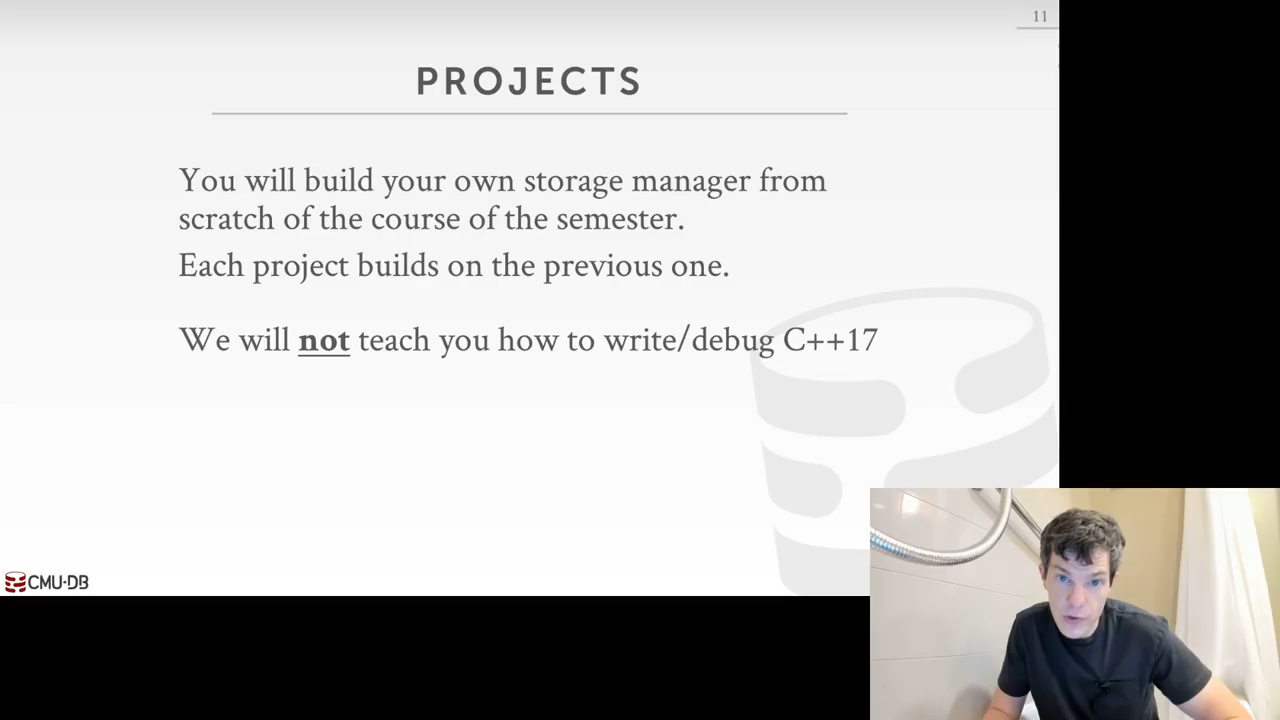 11
PROJECTS
You will build your own storage manager from
scratch of the course of the semester.
Each project builds on the previous one.
We will not teach you how to write/debug C++17
CMU·DB